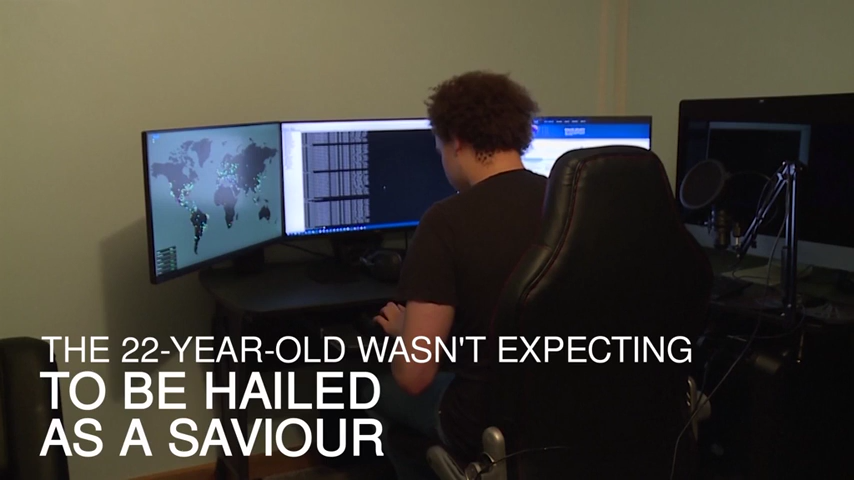 THE 22-YEAR-OLD WASN'T EXPECTING
TO BE HAILED
AS A SAVIOUR